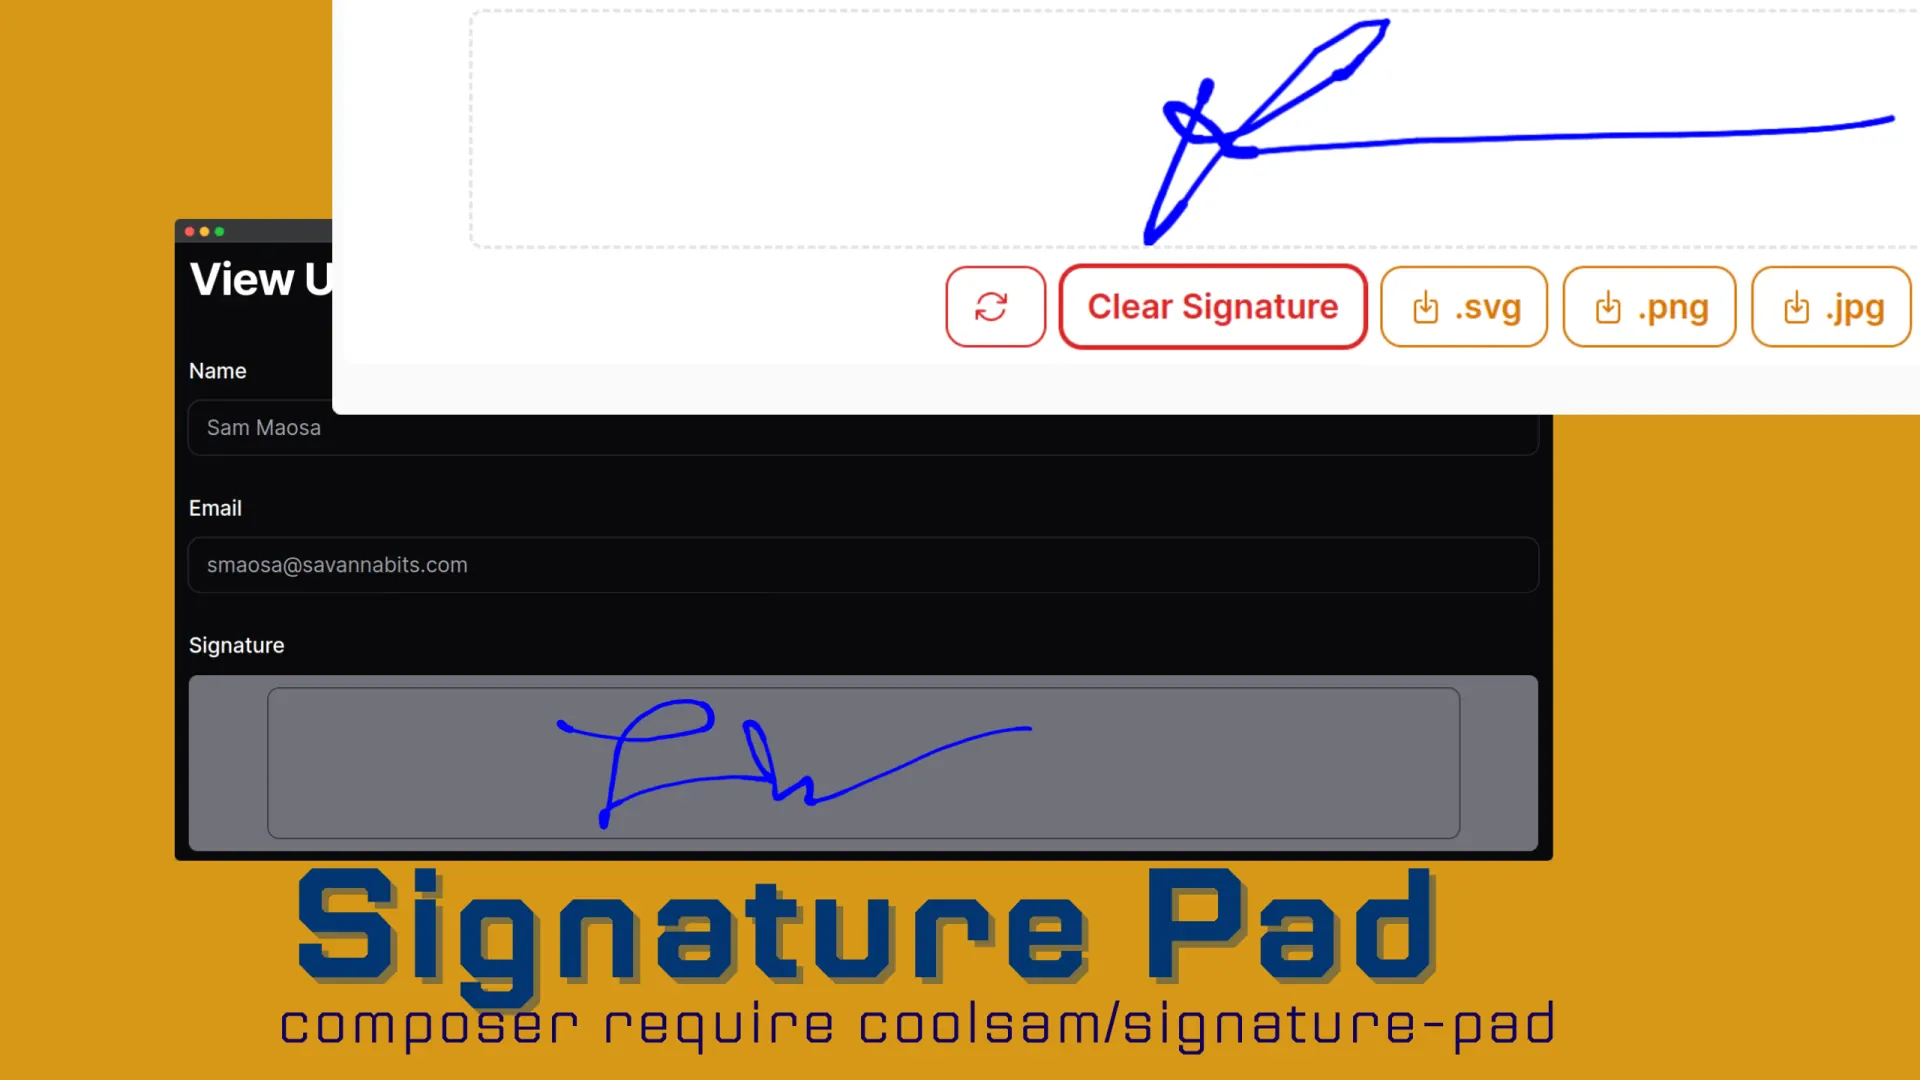 Clear Signature
.svg
.png
.jpg
View U
Name
Sam Maosa
Email
smaosa@savannabits.com
Signature
Signature Pad
composer require coolsam/signature-pad